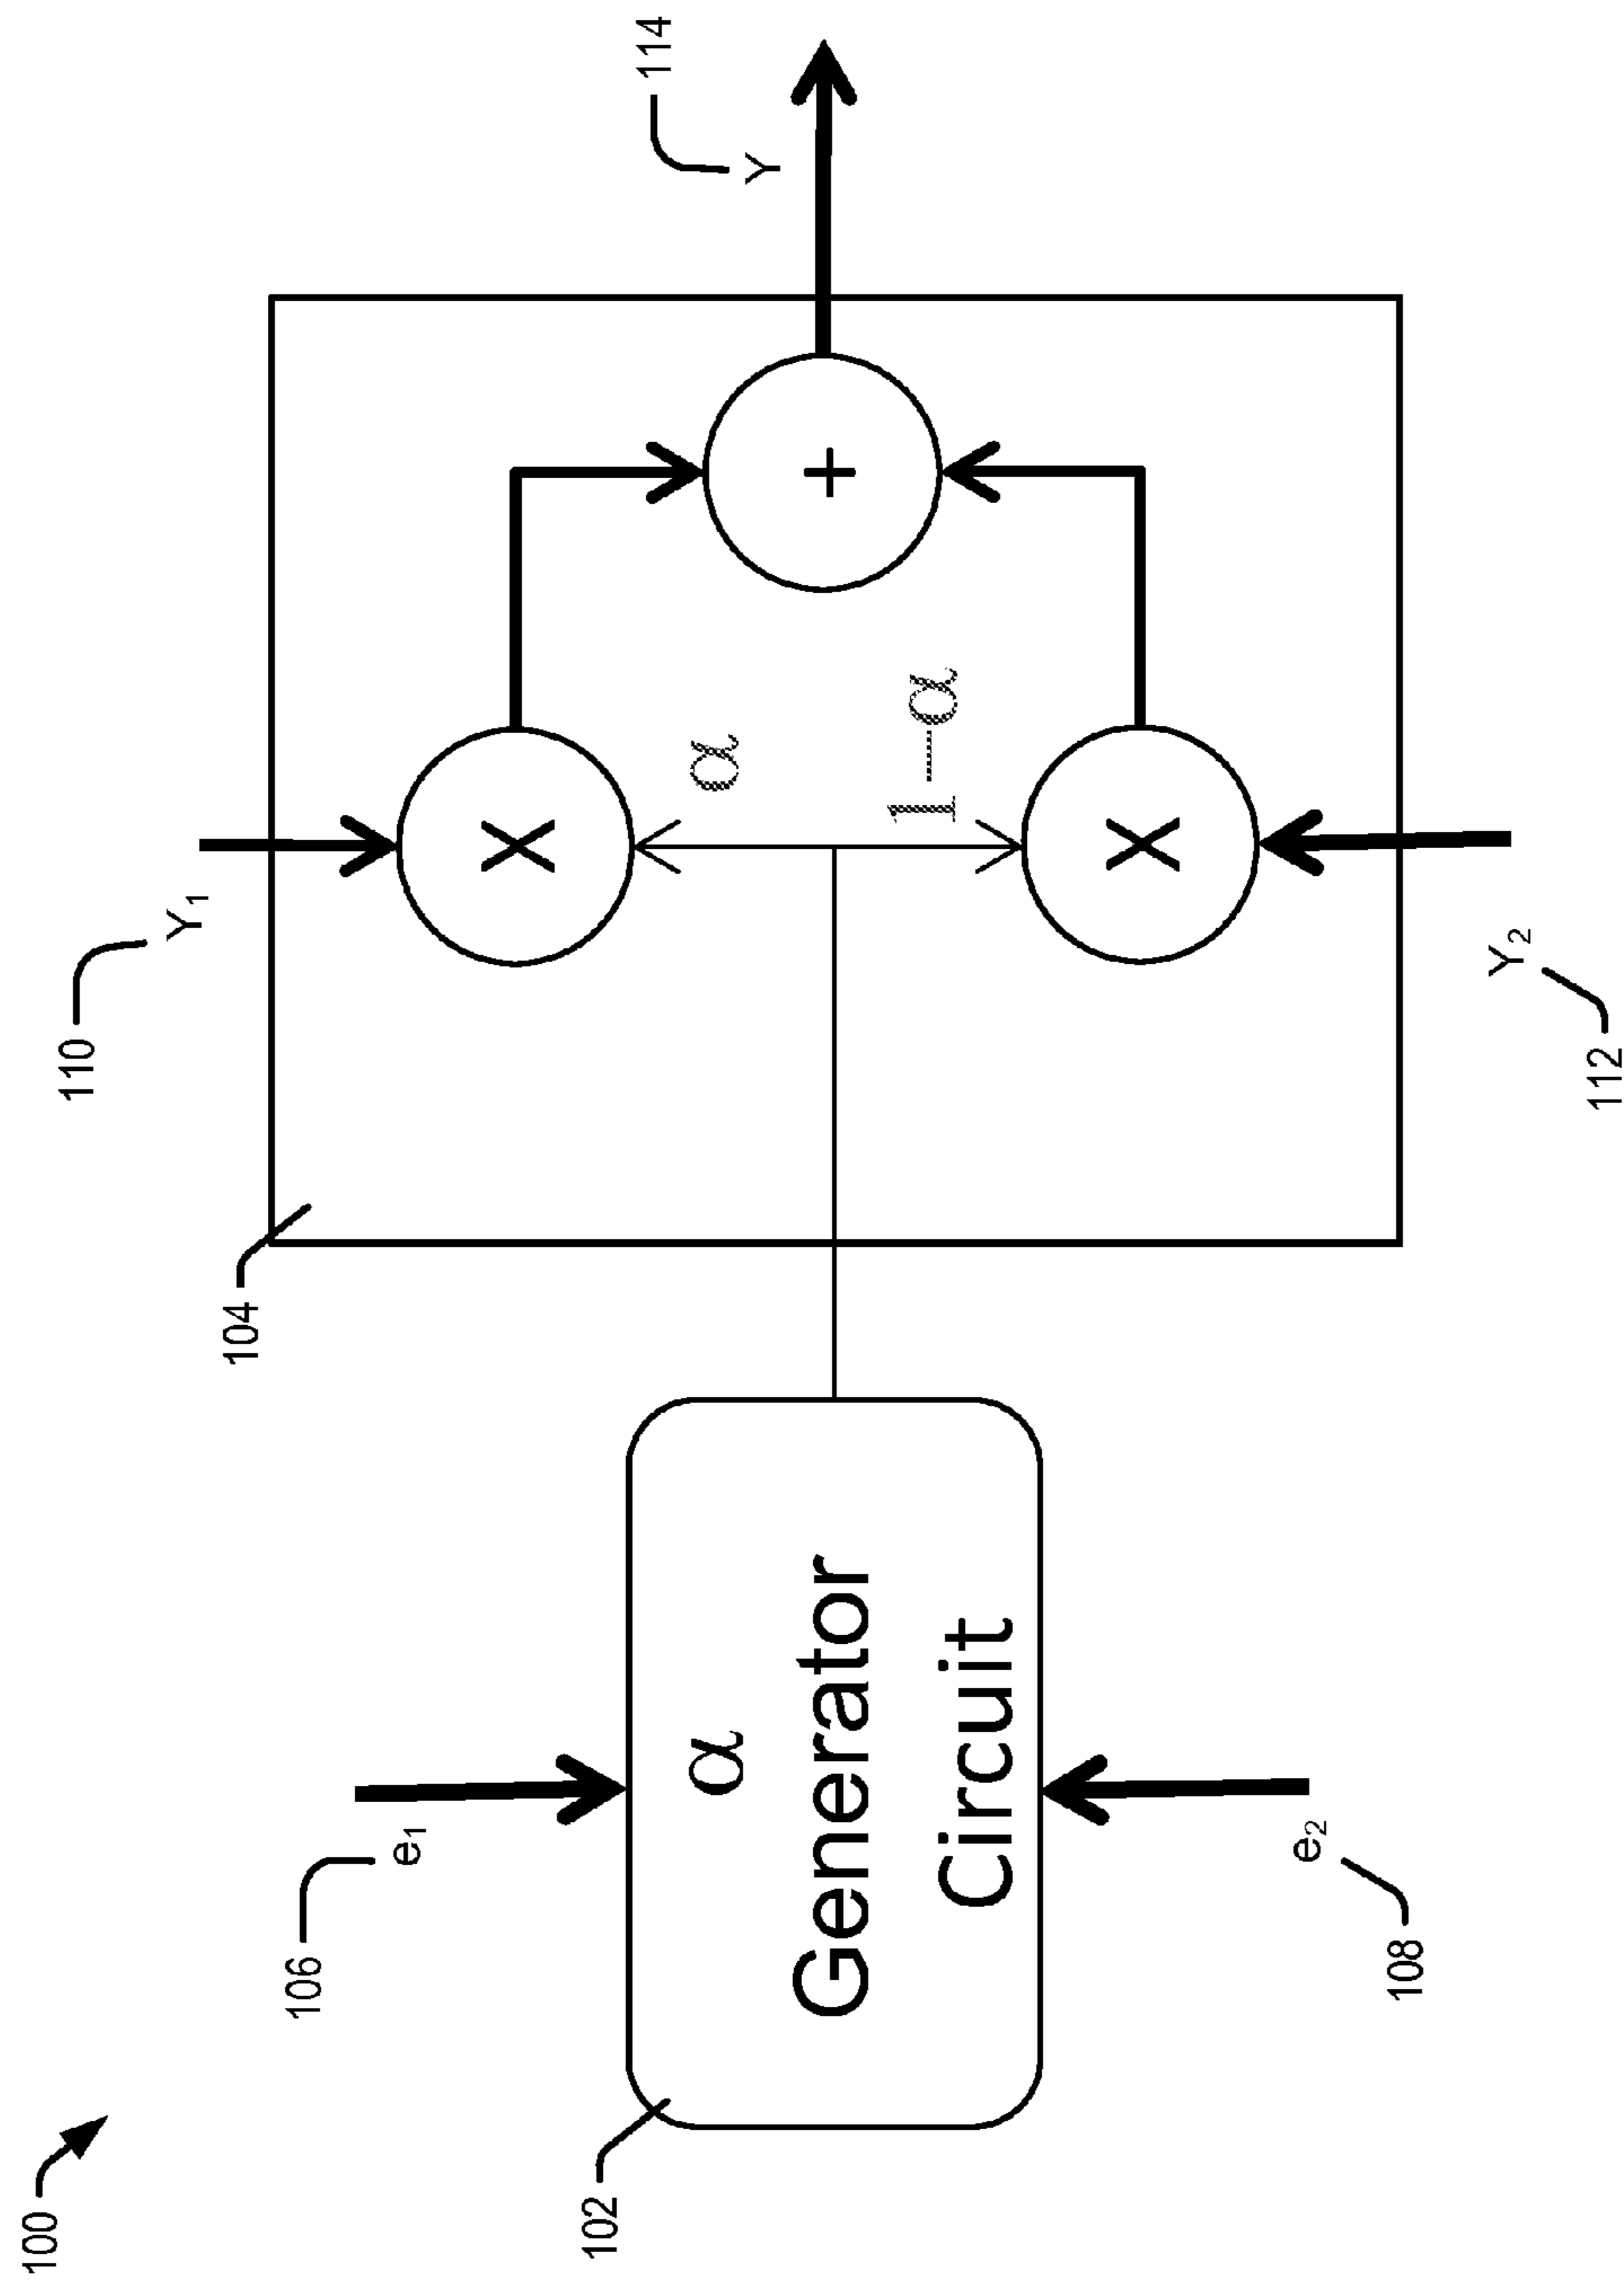 100
102
106
e1
α
Generator
Circuit
e2
108
104
110
Y1
X
α
1−α
X
Y2
112
+
Y
114